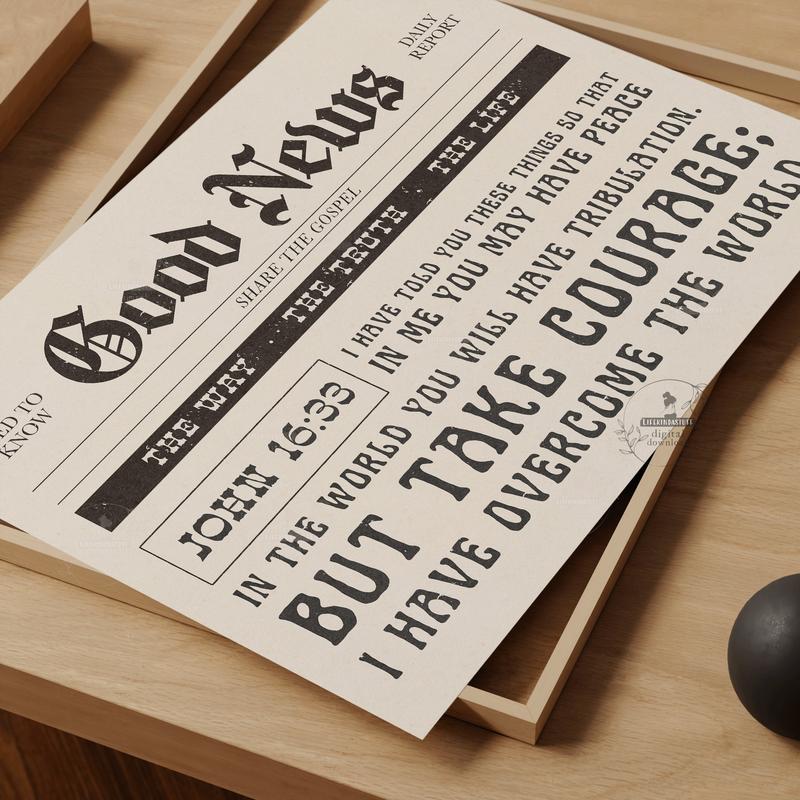 DAILY
REPORT
Good News
ED TO
KNOW
SHARE THE GOSPEL
THE WAY · THE TRUTH · THE LIFE
JOHN 16:33
I HAVE TOLD YOU THESE THINGS SO THAT
IN ME YOU MAY HAVE PEACE
IN THE WORLD YOU WILL HAVE TRIBULATION.
BUT TAKE COURAGE;
I HAVE OVERCOME THE WORLD
LIFEKINDASTUFF
digital
downlo